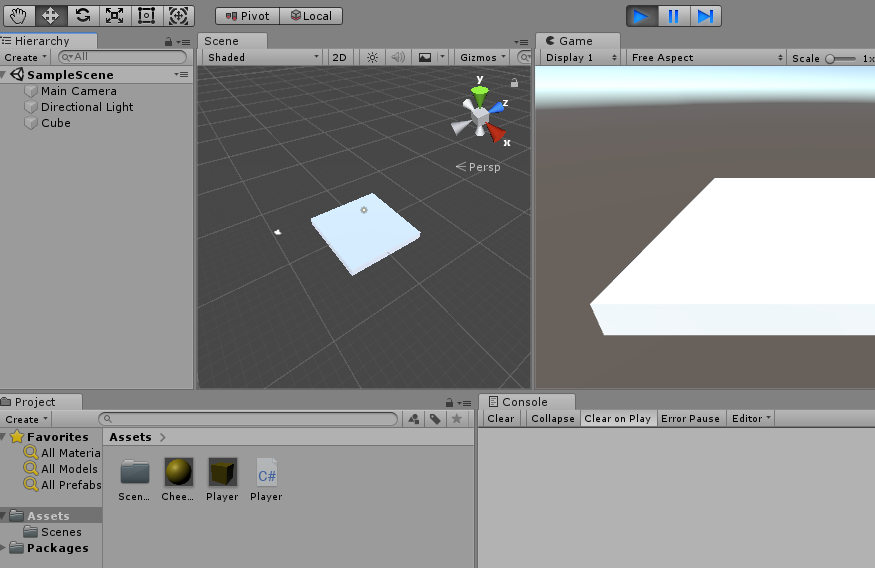 Pivot Local
Hierarchy
Create All
SampleScene
Main Camera
Directional Light
Cube
Scene
Shaded 2D Gizmos
y
z
x
Persp
Game
Display 1 Free Aspect Scale 1x
Project
Create
Favorites
All Materia
All Models
All Prefabs
Assets
Scenes
Packages
Assets
Scen... Chee... Player Player
C#
Console
Clear Collapse Clear on Play Error Pause Editor